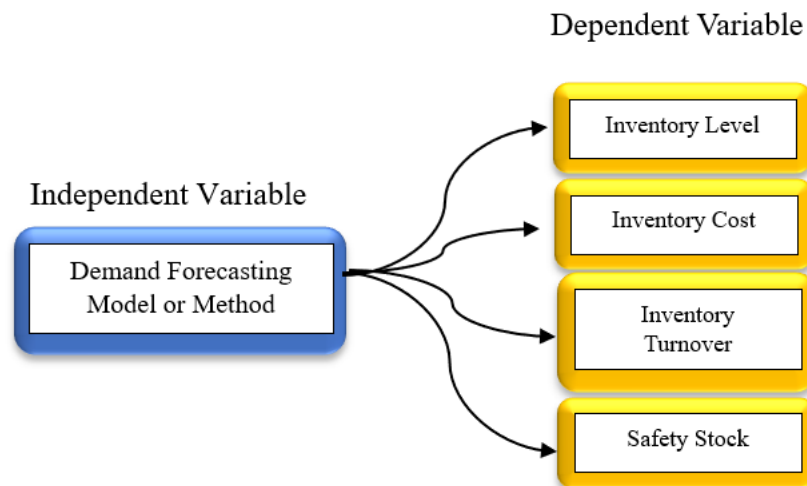 Dependent Variable
Inventory Level
Independent Variable
Inventory Cost
Demand Forecasting
Model or Method
Inventory
Turnover
Safety Stock